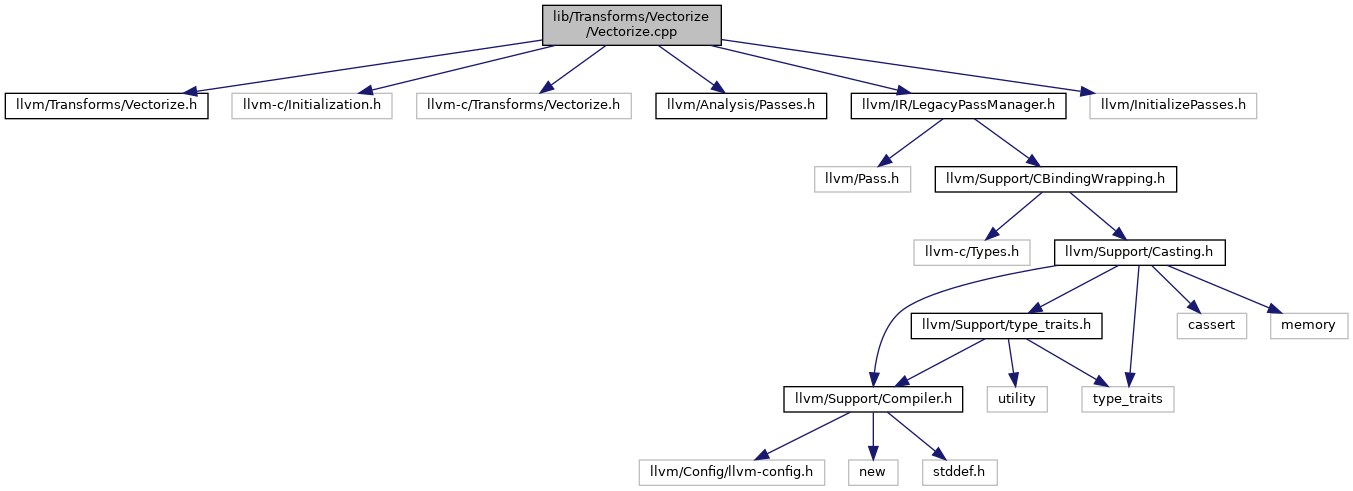 lib/Transforms/Vectorize
/Vectorize.cpp
llvm/Transforms/Vectorize.h
llvm-c/Initialization.h
llvm-c/Transforms/Vectorize.h
llvm/Analysis/Passes.h
llvm/IR/LegacyPassManager.h
llvm/InitializePasses.h
llvm/Pass.h
llvm/Support/CBindingWrapping.h
llvm-c/Types.h
llvm/Support/Casting.h
llvm/Support/type_traits.h
cassert
memory
llvm/Support/Compiler.h
utility
type_traits
llvm/Config/llvm-config.h
new
stddef.h